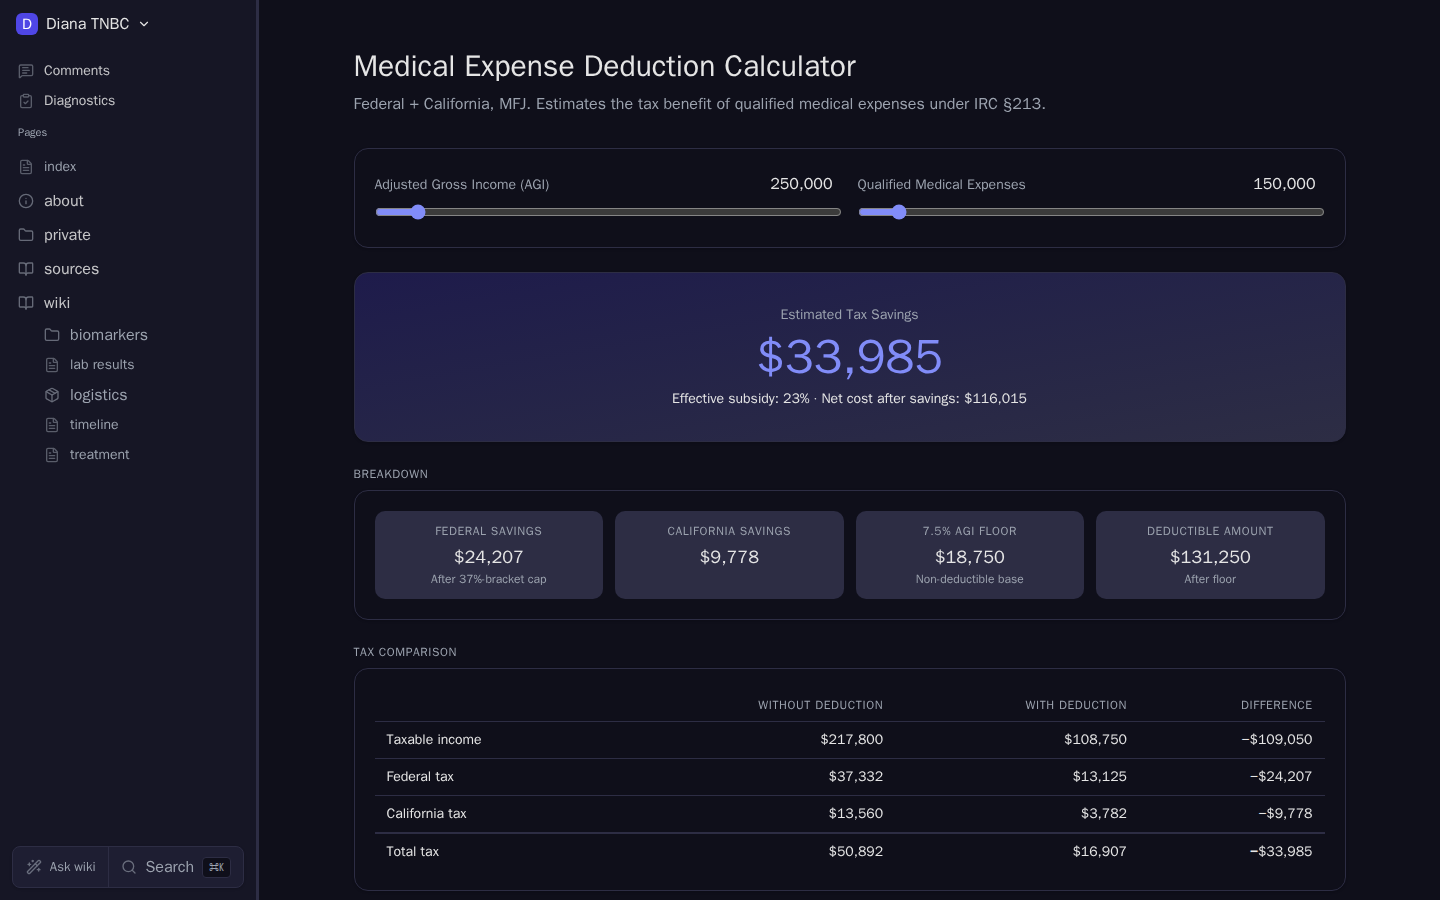 D Diana TNBC
Comments
Diagnostics
Pages
index
about
private
sources
wiki
biomarkers
lab results
logistics
timeline
treatment
Ask wiki
Search ⌘K
Medical Expense Deduction Calculator
Federal + California, MFJ. Estimates the tax benefit of qualified medical expenses under IRC §213.
Adjusted Gross Income (AGI) 250,000
Qualified Medical Expenses 150,000
Estimated Tax Savings
$33,985
Effective subsidy: 23% · Net cost after savings: $116,015
BREAKDOWN
FEDERAL SAVINGS
$24,207
After 37%-bracket cap
CALIFORNIA SAVINGS
$9,778
7.5% AGI FLOOR
$18,750
Non-deductible base
DEDUCTIBLE AMOUNT
$131,250
After floor
TAX COMPARISON
WITHOUT DEDUCTION WITH DEDUCTION DIFFERENCE
Taxable income $217,800 $108,750 −$109,050
Federal tax $37,332 $13,125 −$24,207
California tax $13,560 $3,782 −$9,778
Total tax $50,892 $16,907 −$33,985